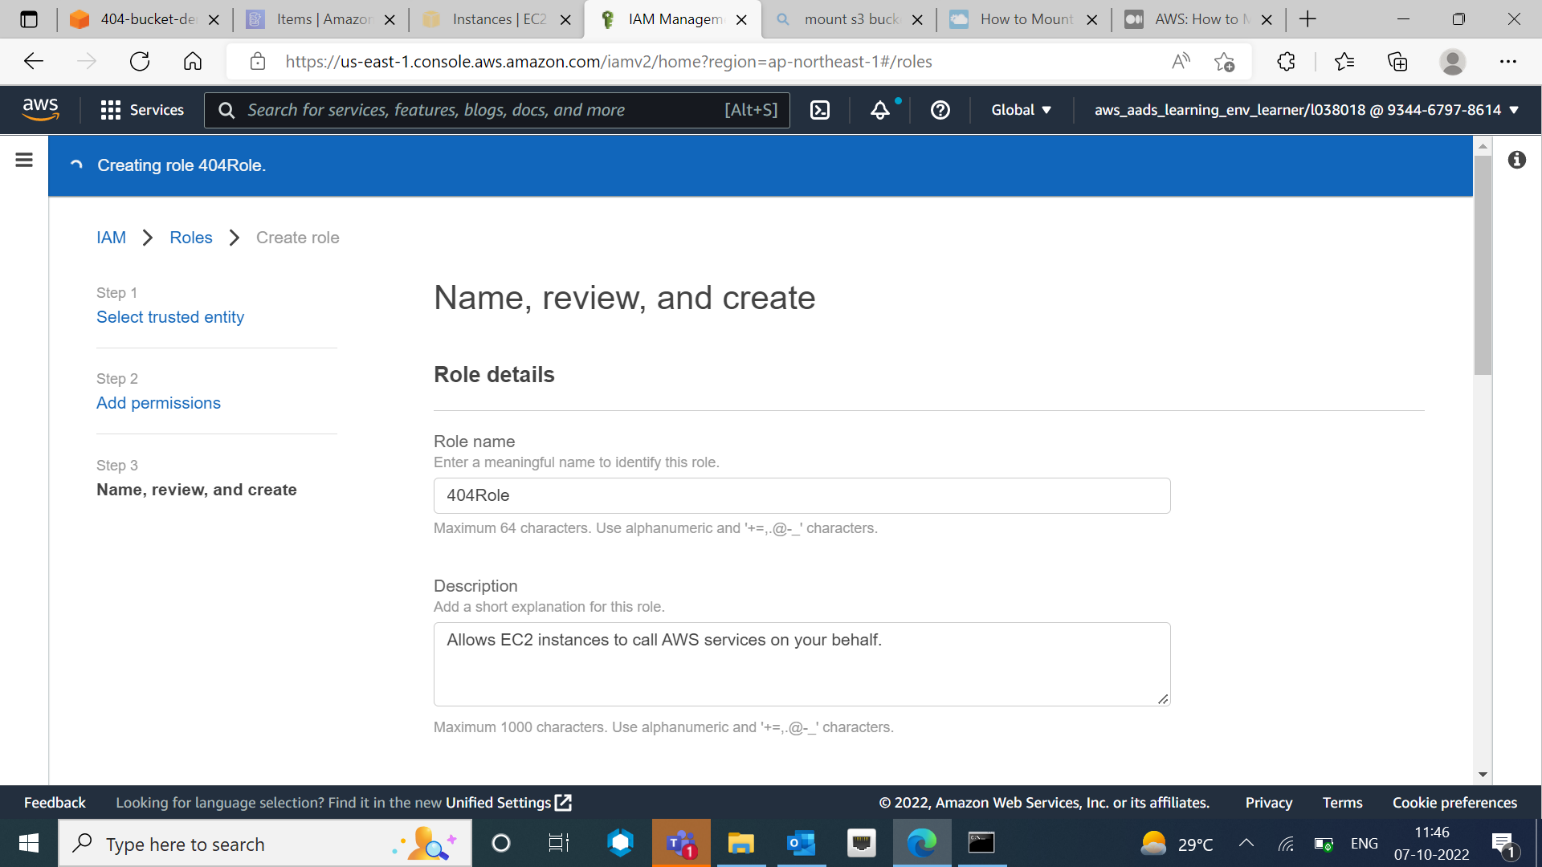 404-bucket-de
Items | Amazon
Instances | EC2
IAM Managem
mount s3 buck
How to Mount
AWS: How to M
https://us-east-1.console.aws.amazon.com/iamv2/home?region=ap-northeast-1#/roles
aws
Services
Search for services, features, blogs, docs, and more
[Alt+S]
Global
aws_aads_learning_env_learner/l038018 @ 9344-6797-8614
Creating role 404Role.
IAM > Roles > Create role
Step 1
Select trusted entity
Step 2
Add permissions
Step 3
Name, review, and create
Name, review, and create
Role details
Role name
Enter a meaningful name to identify this role.
404Role
Maximum 64 characters. Use alphanumeric and '+=,.@-_' characters.
Description
Add a short explanation for this role.
Allows EC2 instances to call AWS services on your behalf.
Maximum 1000 characters. Use alphanumeric and '+=,.@-_' characters.
Feedback
Looking for language selection? Find it in the new Unified Settings
© 2022, Amazon Web Services, Inc. or its affiliates.
Privacy
Terms
Cookie preferences
Type here to search
1
29°C
ENG
11:46
07-10-2022
1